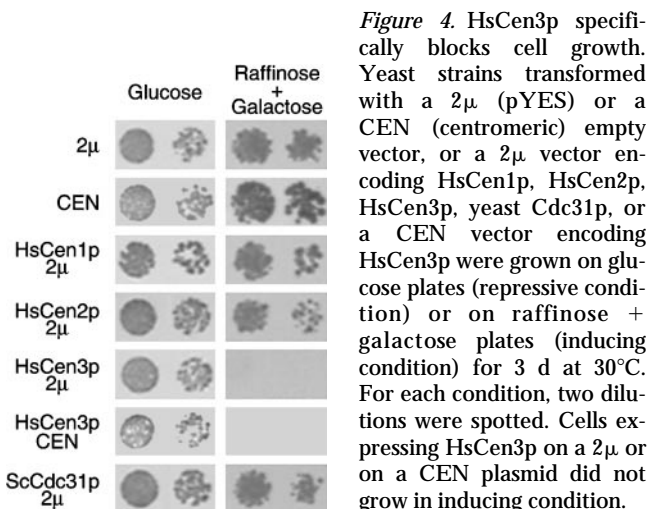 Glucose
Raffinose
+
Galactose
2μ
CEN
HsCen1p
2μ
HsCen2p
2μ
HsCen3p
2μ
HsCen3p
CEN
ScCdc31p
2μ
Figure 4. HsCen3p specifi-
cally blocks cell growth.
Yeast strains transformed
with a 2μ (pYES) or a
CEN (centromeric) empty
vector, or a 2μ vector en-
coding HsCen1p, HsCen2p,
HsCen3p, yeast Cdc31p, or
a CEN vector encoding
HsCen3p were grown on glu-
cose plates (repressive condi-
tion) or on raffinose +
galactose plates (inducing
condition) for 3 d at 30°C.
For each condition, two dilu-
tions were spotted. Cells ex-
pressing HsCen3p on a 2μ or
on a CEN plasmid did not
grow in inducing condition.